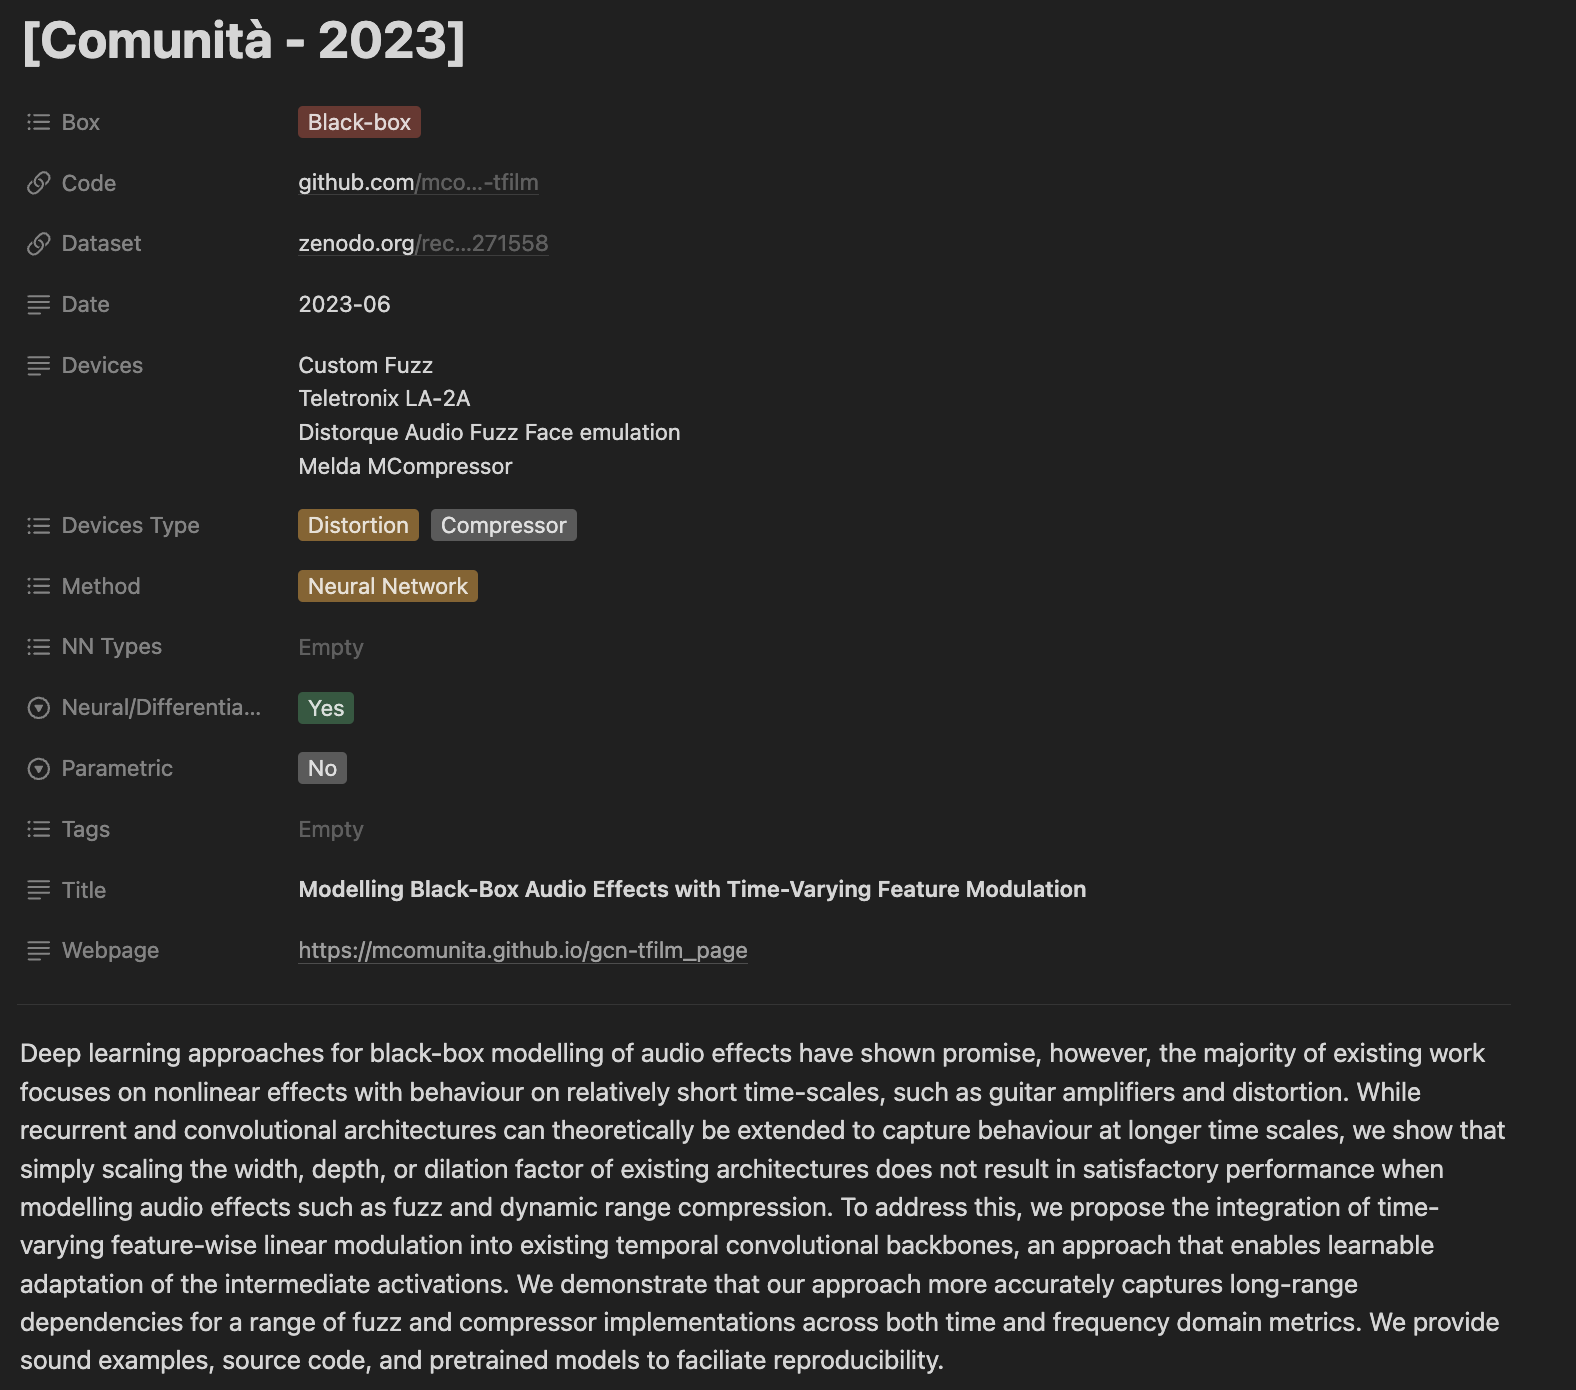 [Comunità - 2023]
Box Black-box
Code github.com/mco...-tfilm
Dataset zenodo.org/rec...271558
Date 2023-06
Devices Custom Fuzz
Teletronix LA-2A
Distorque Audio Fuzz Face emulation
Melda MCompressor
Devices Type Distortion Compressor
Method Neural Network
NN Types Empty
Neural/Differentia... Yes
Parametric No
Tags Empty
Title Modelling Black-Box Audio Effects with Time-Varying Feature Modulation
Webpage https://mcomunita.github.io/gcn-tfilm_page
Deep learning approaches for black-box modelling of audio effects have shown promise, however, the majority of existing work
focuses on nonlinear effects with behaviour on relatively short time-scales, such as guitar amplifiers and distortion. While
recurrent and convolutional architectures can theoretically be extended to capture behaviour at longer time scales, we show that
simply scaling the width, depth, or dilation factor of existing architectures does not result in satisfactory performance when
modelling audio effects such as fuzz and dynamic range compression. To address this, we propose the integration of time-
varying feature-wise linear modulation into existing temporal convolutional backbones, an approach that enables learnable
adaptation of the intermediate activations. We demonstrate that our approach more accurately captures long-range
dependencies for a range of fuzz and compressor implementations across both time and frequency domain metrics. We provide
sound examples, source code, and pretrained models to faciliate reproducibility.